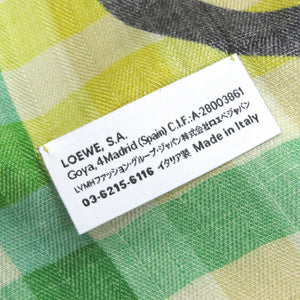 LOEWE, S.A.
Goya, 4 Madrid (Spain) C.I.F.: A-28003861
LVMHファッション・グループ・ジャパン株式会社ロエベジャパン
03-6215-6116 イタリア製 Made in Italy